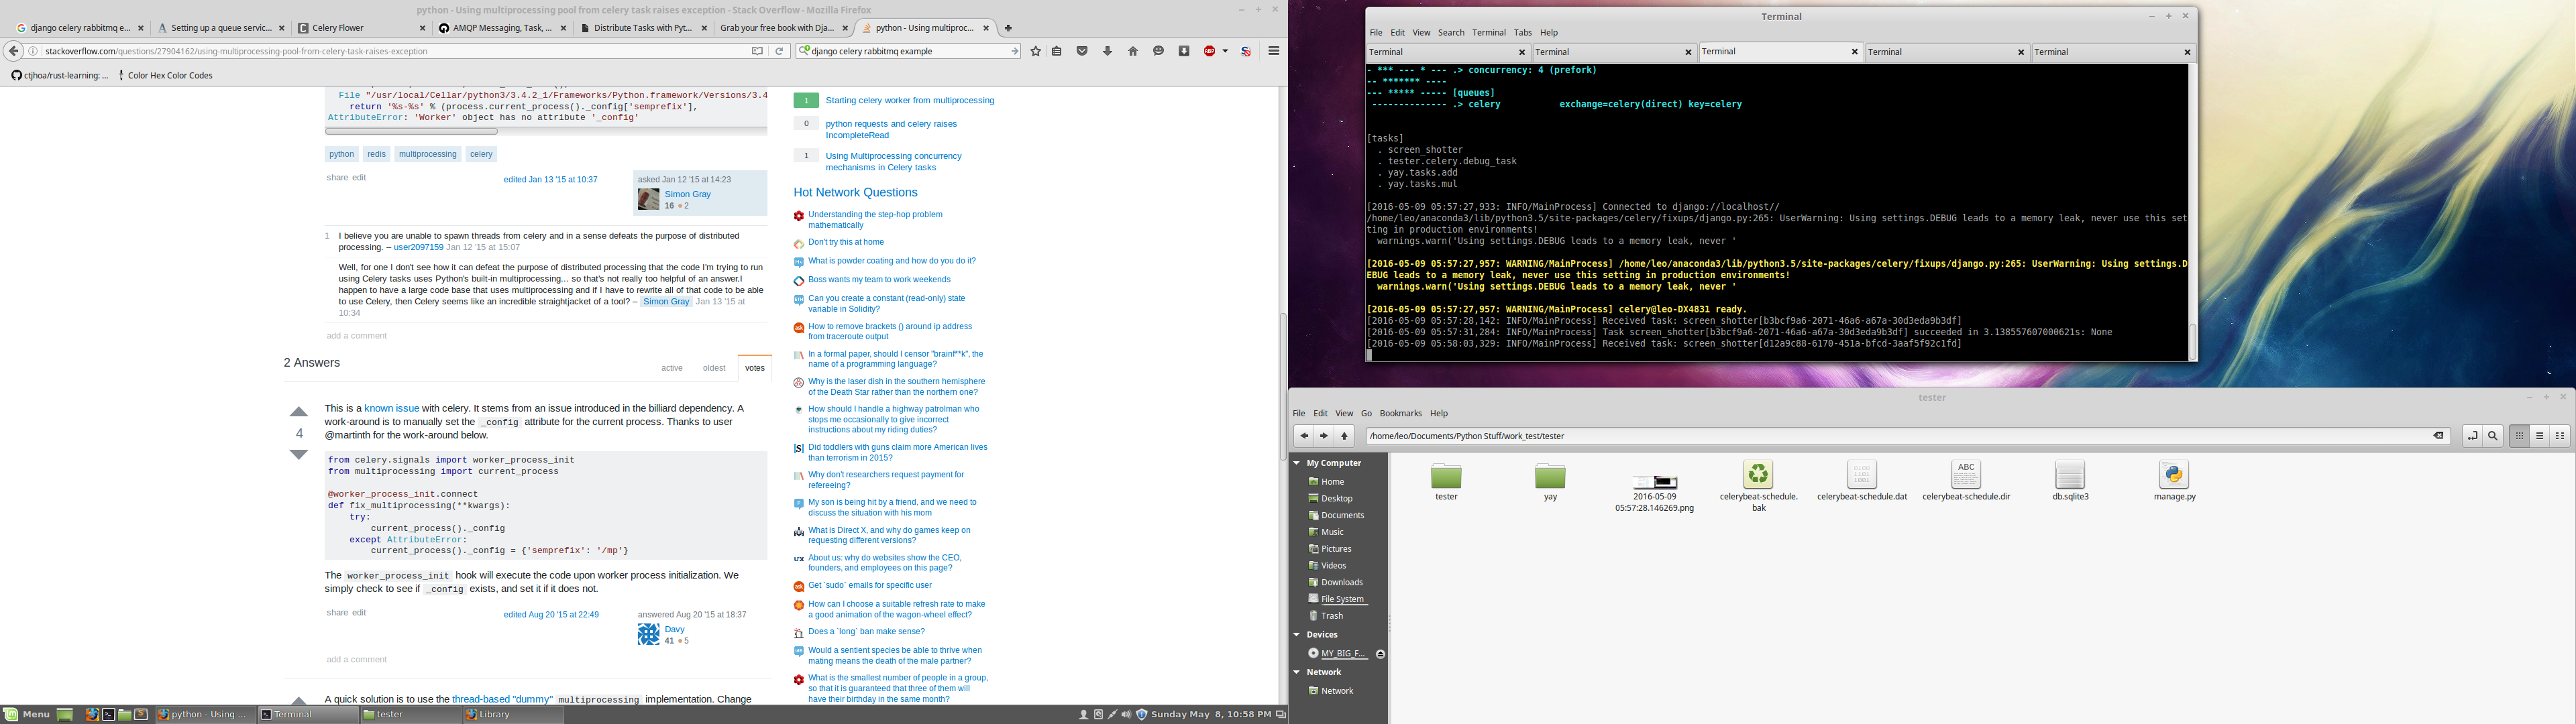 python - Using multiprocessing pool from celery task raises exception - Stack Overflow - Mozilla Firefox
django celery rabbitmq e...
Setting up a queue servic...
Celery Flower
AMQP Messaging, Task, ...
Distribute Tasks with Pyt...
Grab your free book with Dja...
python - Using multiproc...
stackoverflow.com/questions/27904162/using-multiprocessing-pool-from-celery-task-raises-exception
django celery rabbitmq example
ctjhoa/rust-learning: ...
Color Hex Color Codes
File "/usr/local/Cellar/python3/3.4.2_1/Frameworks/Python.framework/Versions/3.4
return '%s-%s' % (process.current_process()._config['semprefix'],
AttributeError: 'Worker' object has no attribute '_config'
python redis multiprocessing celery
share edit
edited Jan 13 '15 at 10:37
asked Jan 12 '15 at 14:23
Simon Gray
16 2
1 I believe you are unable to spawn threads from celery and in a sense defeats the purpose of distributed
processing. – user2097159 Jan 12 '15 at 15:07
Well, for one I don't see how it can defeat the purpose of distributed processing that the code I'm trying to run
using Celery tasks uses Python's built-in multiprocessing... so that's not really too helpful of an answer.I
happen to have a large code base that uses multiprocessing and if I have to rewrite all of that code to be able
to use Celery, then Celery seems like an incredible straightjacket of a tool? – Simon Gray Jan 13 '15 at
10:34
add a comment
2 Answers
active oldest votes
This is a known issue with celery. It stems from an issue introduced in the billiard dependency. A
work-around is to manually set the _config attribute for the current process. Thanks to user
@martinth for the work-around below.
4
from celery.signals import worker_process_init
from multiprocessing import current_process
@worker_process_init.connect
def fix_multiprocessing(**kwargs):
try:
current_process()._config
except AttributeError:
current_process()._config = {'semprefix': '/mp'}
The worker_process_init hook will execute the code upon worker process initialization. We
simply check to see if _config exists, and set it if it does not.
share edit
edited Aug 20 '15 at 22:49
answered Aug 20 '15 at 18:37
Davy
41 5
add a comment
A quick solution is to use the thread-based "dummy" multiprocessing implementation. Change
1 Starting celery worker from multiprocessing
0 python requests and celery raises
IncompleteRead
1 Using Multiprocessing concurrency
mechanisms in Celery tasks
Hot Network Questions
Understanding the step-hop problem
mathematically
Don't try this at home
What is powder coating and how do you do it?
Boss wants my team to work weekends
Can you create a constant (read-only) state
variable in Solidity?
How to remove brackets () around ip address
from traceroute output
In a formal paper, should I censor "brainf**k", the
name of a programming language?
Why is the laser dish in the southern hemisphere
of the Death Star rather than the northern one?
How should I handle a highway patrolman who
stops me occasionally to give incorrect
instructions about my riding duties?
Did toddlers with guns claim more American lives
than terrorism in 2015?
Why don't researchers request payment for
refereeing?
My son is being hit by a friend, and we need to
discuss the situation with his mom
What is Direct X, and why do games keep on
requesting different versions?
About us: why do websites show the CEO,
founders, and employees on this page?
Get `sudo` emails for specific user
How can I choose a suitable refresh rate to make
a good animation of the wagon-wheel effect?
Does a `long` ban make sense?
Would a sentient species be able to thrive when
mating means the death of the male partner?
What is the smallest number of people in a group,
so that it is guaranteed that three of them will
have their birthday in the same month?
Menu
python - Using ...
Terminal
tester
Library
Sunday May 8, 10:58 PM
Terminal
File Edit View Search Terminal Tabs Help
Terminal
Terminal
Terminal
Terminal
Terminal
- *** --- * --- .> concurrency: 4 (prefork)
-- ******* ----
--- ***** ----- [queues]
-------------- .> celery exchange=celery(direct) key=celery
[tasks]
. screen_shotter
. tester.celery.debug_task
. yay.tasks.add
. yay.tasks.mul
[2016-05-09 05:57:27,933: INFO/MainProcess] Connected to django://localhost//
/home/leo/anaconda3/lib/python3.5/site-packages/celery/fixups/django.py:265: UserWarning: Using settings.DEBUG leads to a memory leak, never use this set
ting in production environments!
warnings.warn('Using settings.DEBUG leads to a memory leak, never '
[2016-05-09 05:57:27,957: WARNING/MainProcess] /home/leo/anaconda3/lib/python3.5/site-packages/celery/fixups/django.py:265: UserWarning: Using settings.D
EBUG leads to a memory leak, never use this setting in production environments!
warnings.warn('Using settings.DEBUG leads to a memory leak, never '
[2016-05-09 05:57:27,957: WARNING/MainProcess] celery@leo-DX4831 ready.
[2016-05-09 05:57:28,142: INFO/MainProcess] Received task: screen_shotter[b3bcf9a6-2071-46a6-a67a-30d3eda9b3df]
[2016-05-09 05:57:31,284: INFO/MainProcess] Task screen_shotter[b3bcf9a6-2071-46a6-a67a-30d3eda9b3df] succeeded in 3.138557607000621s: None
[2016-05-09 05:58:03,329: INFO/MainProcess] Received task: screen_shotter[d12a9c88-6170-451a-bfcd-3aaf5f92c1fd]
tester
File Edit View Go Bookmarks Help
/home/leo/Documents/Python Stuff/work_test/tester
My Computer
Home
Desktop
Documents
Music
Pictures
Videos
Downloads
File System
Trash
Devices
MY_BIG_F...
Network
Network
tester
yay
2016-05-09
05:57:28.146269.png
celerybeat-schedule.
bak
celerybeat-schedule.dat
celerybeat-schedule.dir
db.sqlite3
manage.py